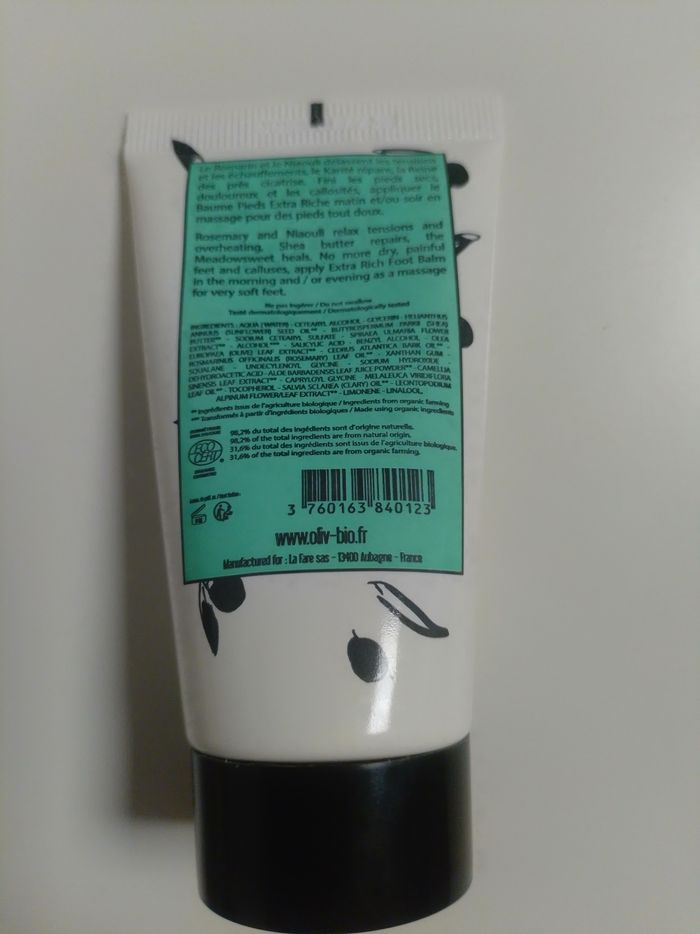 Le Romarin et le Niaouli délassent les tensions
et les échauffements, le Karité répare, la Reine
des prés cicatrise. Fini les pieds secs,
douloureux et les callosités, appliquer le
Baume Pieds Extra Riche matin et/ou soir en
massage pour des pieds tout doux.
Rosemary and Niaouli relax tensions and
overheating, Shea butter repairs, the
Meadowsweet heals. No more dry, painful
feet and calluses, apply Extra Rich Foot Balm
in the morning and / or evening as a massage
for very soft feet.
Ne pas ingérer / Do not swallow
Testé dermatologiquement / Dermatologically tested
INGREDIENTS : AQUA (WATER) - CETEARYL ALCOHOL - GLYCERIN - HELIANTHUS
ANNUUS (SUNFLOWER) SEED OIL** - BUTYROSPERMUM PARKII (SHEA)
BUTTER** - SODIUM CETEARYL SULFATE - SPIRAEA ULMARIA FLOWER
EXTRACT** - ALCOHOL*** - SALICYLIC ACID - BENZYL ALCOHOL - OLEA
EUROPAEA (OLIVE) LEAF EXTRACT** - CEDRUS ATLANTICA BARK OIL** -
ROSMARINUS OFFICINALIS (ROSEMARY) LEAF OIL** - XANTHAN GUM -
SQUALANE - UNDECYLENOYL GLYCINE - SODIUM HYDROXIDE -
DEHYDROACETIC ACID - ALOE BARBADENSIS LEAF JUICE POWDER** - CAMELLIA
SINENSIS LEAF EXTRACT** - CAPRYLOYL GLYCINE - MELALEUCA VIRIDIFLORA
LEAF OIL** - TOCOPHEROL - SALVIA SCLAREA (CLARY) OIL** - LEONTOPODIUM
ALPINUM FLOWER/LEAF EXTRACT** - LIMONENE - LINALOOL.
** Ingrédients issus de l'agriculture biologique / Ingredients from organic farming
*** Transformés à partir d'ingrédients biologiques / Made using organic ingredients
98,2% du total des ingédients sont d'origine naturelle.
98,2% of the total ingredients are from natural origin.
31,6% du total des ingrédients sont issus de l'agriculture biologique.
31,6% of the total ingredients are from organic farming.
ECO
CERT
3 760163 840123
www.oliv-bio.fr
Manufactured for : La Fare sas - 13400 Aubagne - France